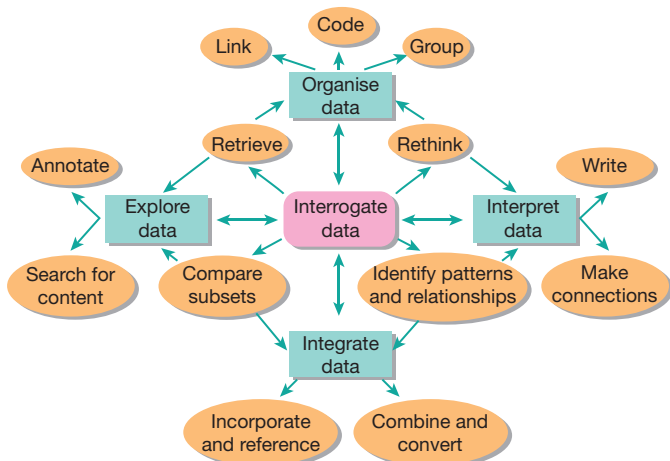 Code
Link
Group
Organise
data
Retrieve
Rethink
Annotate
Write
Explore
data
Interrogate
data
Interpret
data
Search for
content
Compare
subsets
Identify patterns
and relationships
Make
connections
Integrate
data
Incorporate
and reference
Combine and
convert